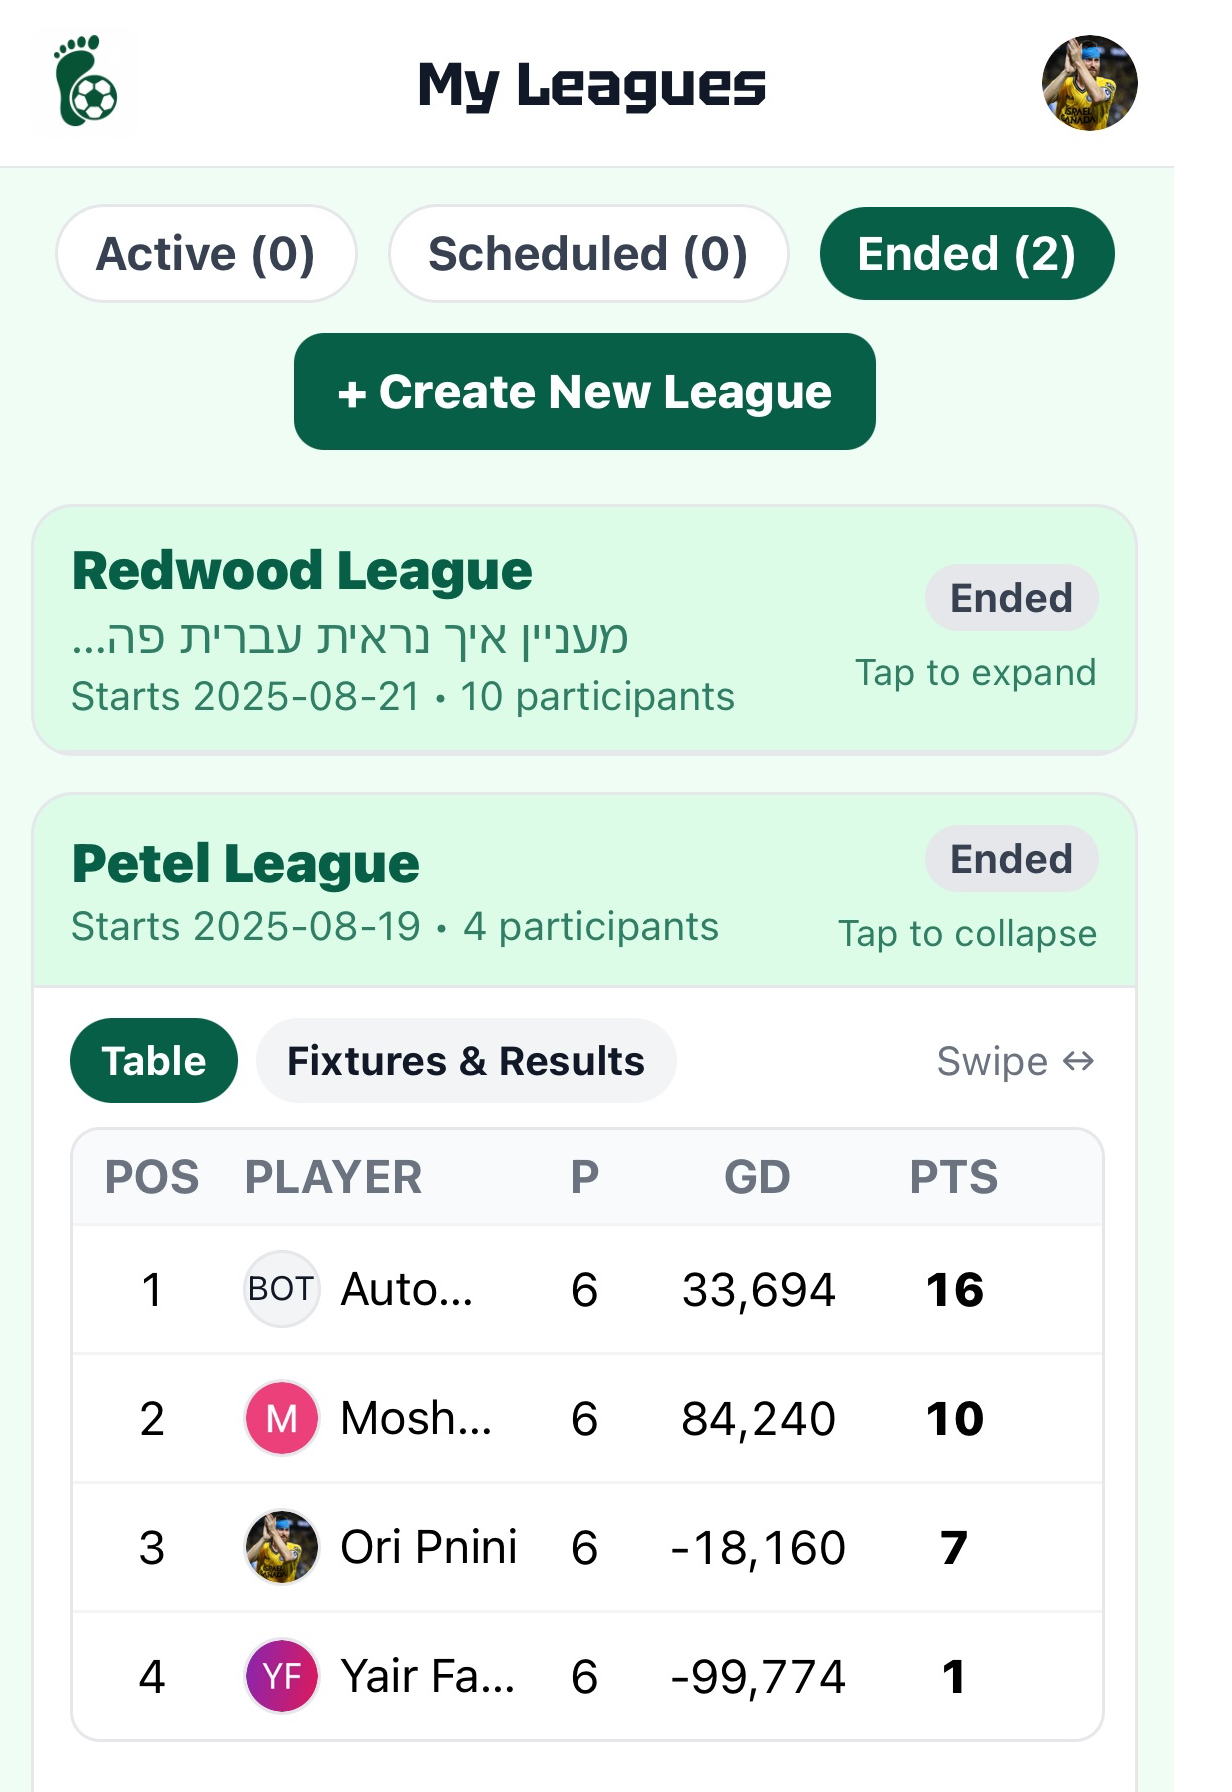 My Leagues
Active (0) Scheduled (0) Ended (2)
+ Create New League
Redwood League
Ended
מעניין איך נראית עברית פה...
Tap to expand
Starts 2025-08-21 • 10 participants
Petel League
Ended
Starts 2025-08-19 • 4 participants
Tap to collapse
Table Fixtures & Results Swipe ↔
POS PLAYER P GD PTS
1 BOT Auto... 6 33,694 16
2 M Mosh... 6 84,240 10
3 Ori Pnini 6 -18,160 7
4 YF Yair Fa... 6 -99,774 1